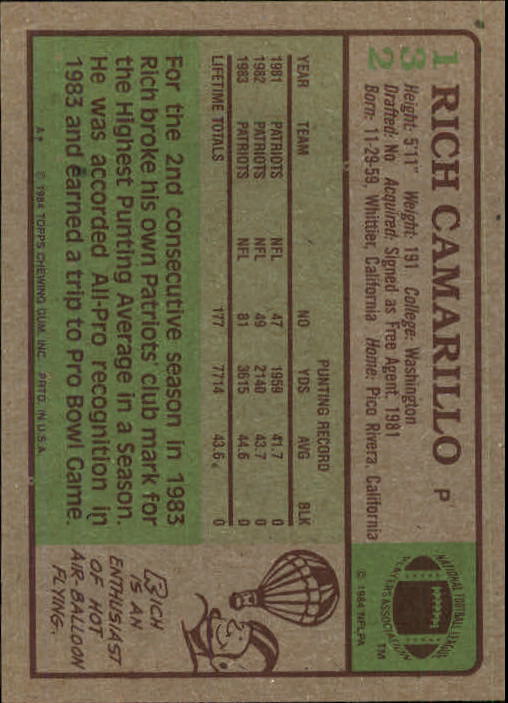 132
RICH CAMARILLO P
Height: 5'11" Weight: 191 College: Washington
Drafted: No Acquired: Signed as Free Agent, 1981
Born: 11-29-59, Whittier, California Home: Pico Rivera, California
NATIONAL FOOTBALL LEAGUE
PLAYERS ASSOCIATION
TM
© 1984 NFLPA
PUNTING RECORD
YEAR TEAM NO YDS AVG BLK
1981 PATRIOTS NFL 47 1959 41.7 0
1982 PATRIOTS NFL 49 2140 43.7 0
1983 PATRIOTS NFL 81 3615 44.6 0
LIFETIME TOTALS 177 7714 43.6 0
For the 2nd consecutive season in 1983
Rich broke his own Patriots' club mark for
the Highest Punting Average in a Season.
He was accorded All-Pro recognition in
1983 and earned a trip to Pro Bowl Game.
RICH
IS AN
ENTHUSIAST
OF HOT
AIR-BALLOON
FLYING.
A* © 1984 TOPPS CHEWING GUM, INC. PRTD. IN U.S.A.